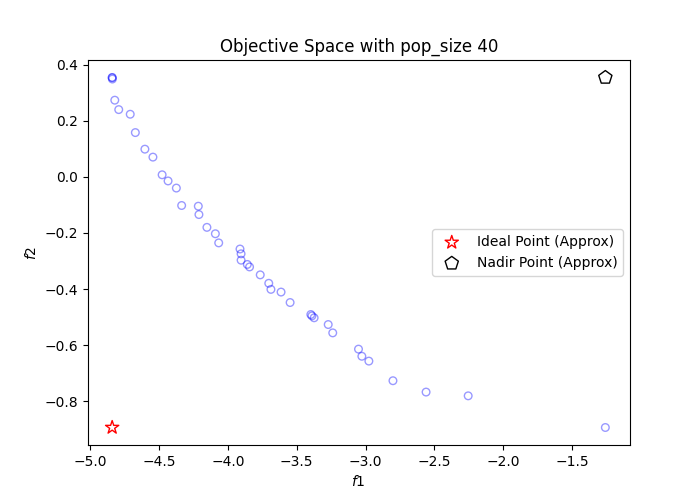 Objective Space with pop_size 40
0.4
0.2
0.0
−0.2
−0.4
−0.6
−0.8
f2
Ideal Point (Approx)
Nadir Point (Approx)
−5.0 −4.5 −4.0 −3.5 −3.0 −2.5 −2.0 −1.5
f1